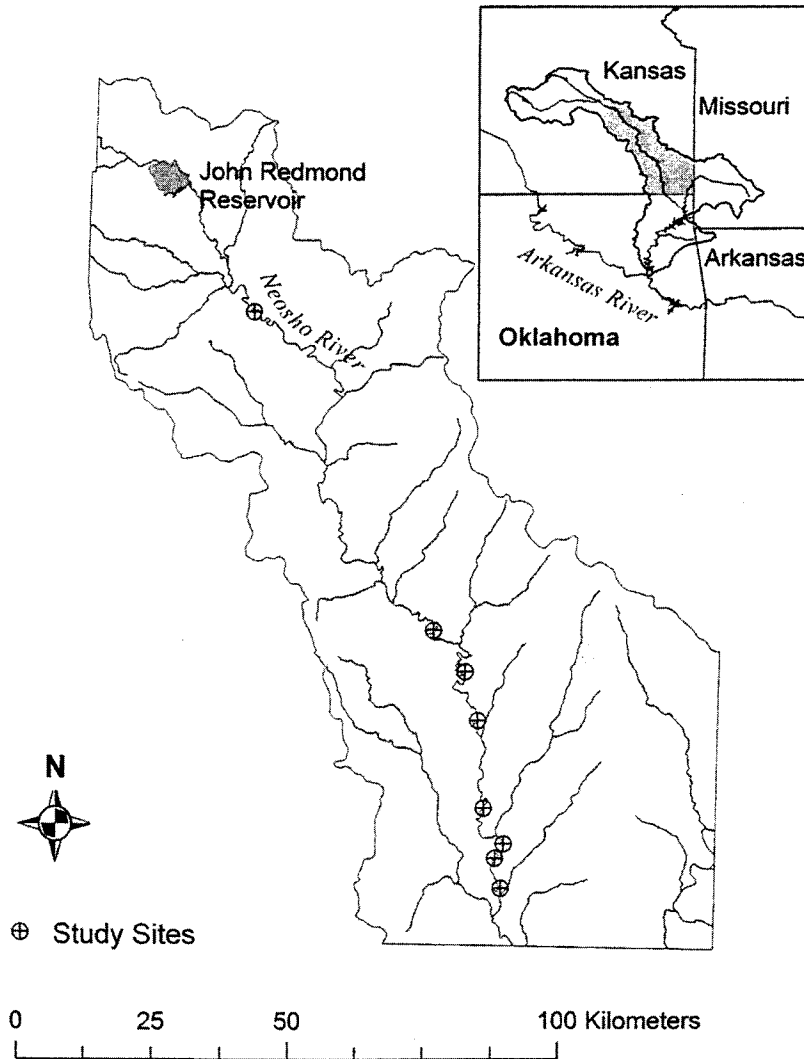 Kansas
Missouri
John Redmond
Reservoir
Arkansas
Arkansas River
Neosho River
Oklahoma
N
Study Sites
0 25 50 100 Kilometers